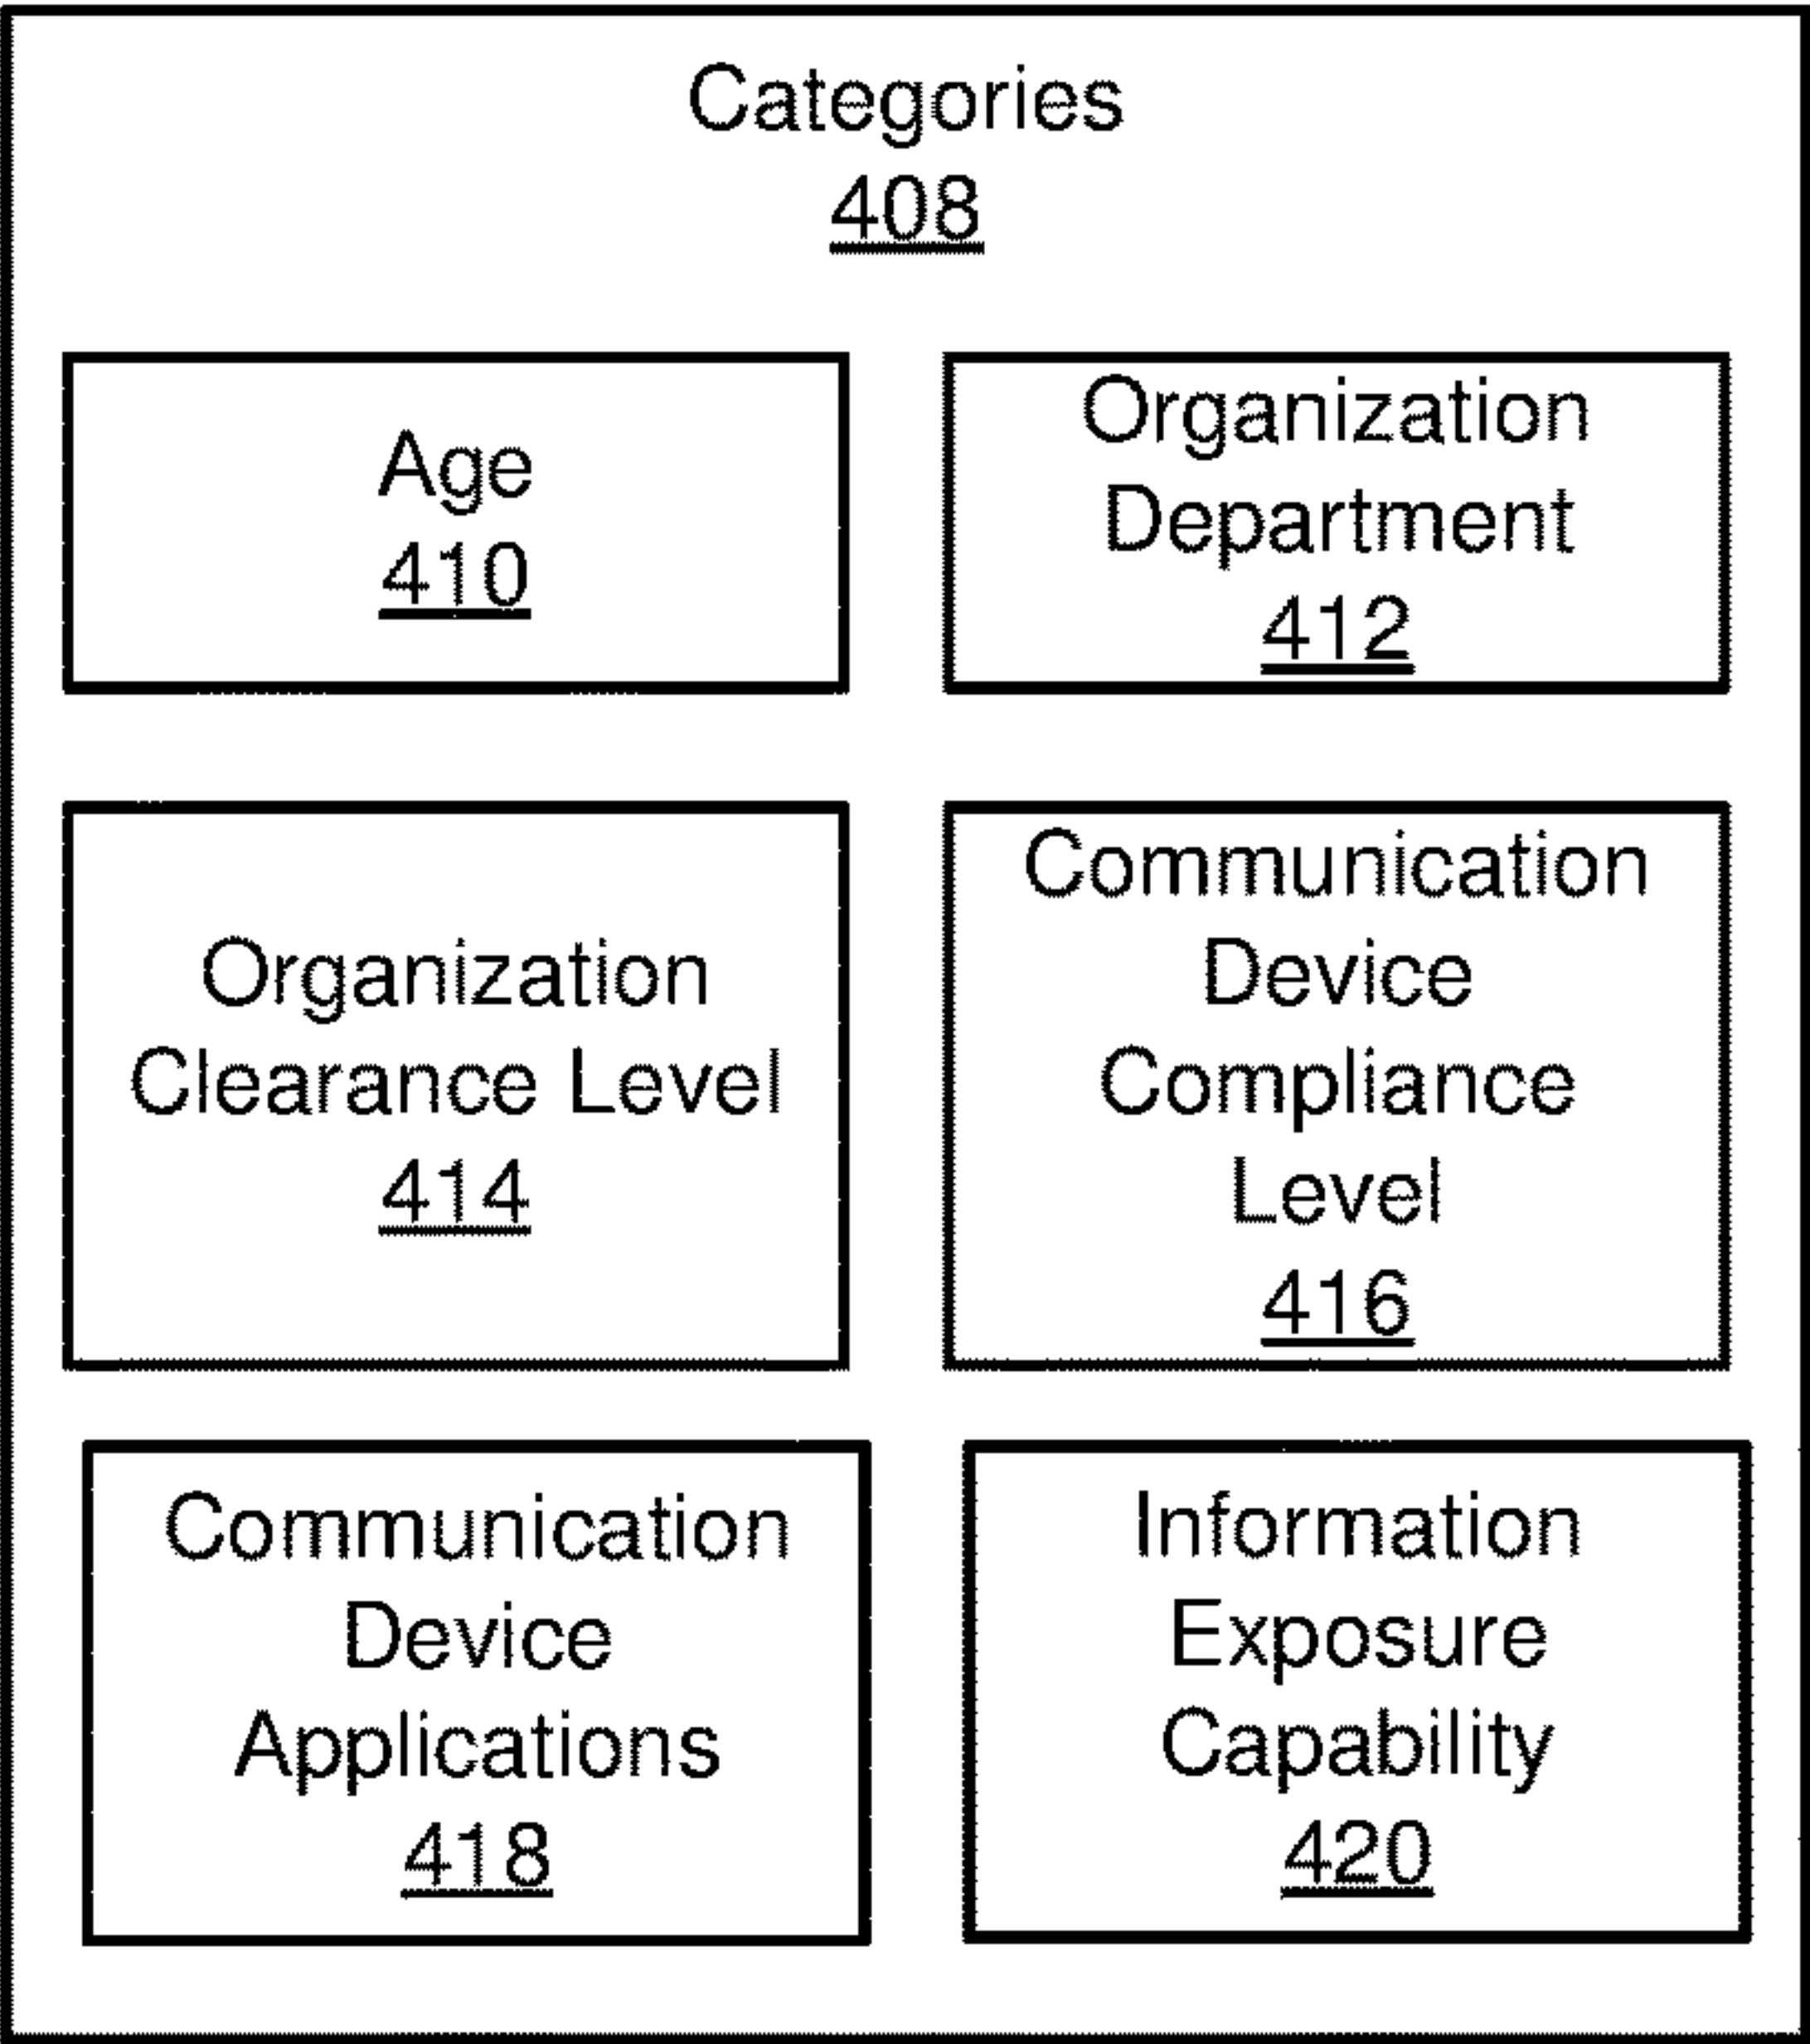 Categories
408
Age
410
Organization
Department
412
Organization
Clearance Level
414
Communication
Device
Compliance
Level
416
Communication
Device
Applications
418
Information
Exposure
Capability
420